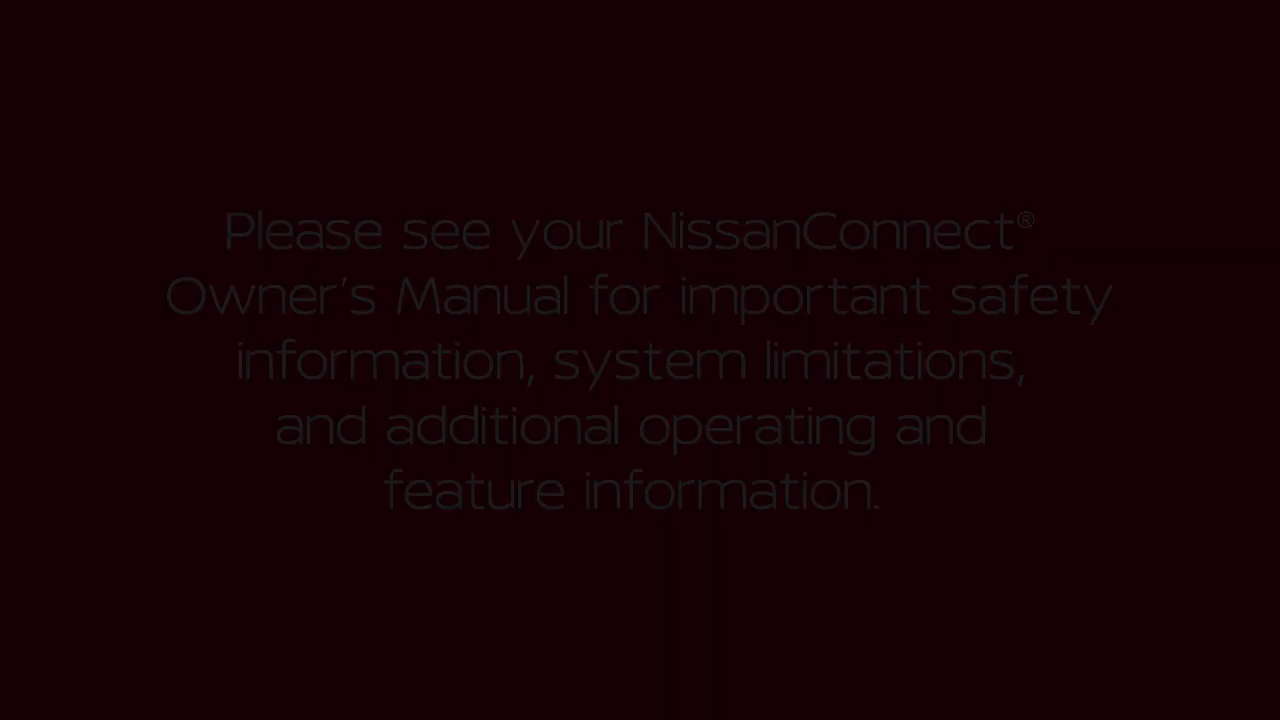 Please see your NissanConnect®
Owner's Manual for important safety
information, system limitations,
and additional operating and
feature information.